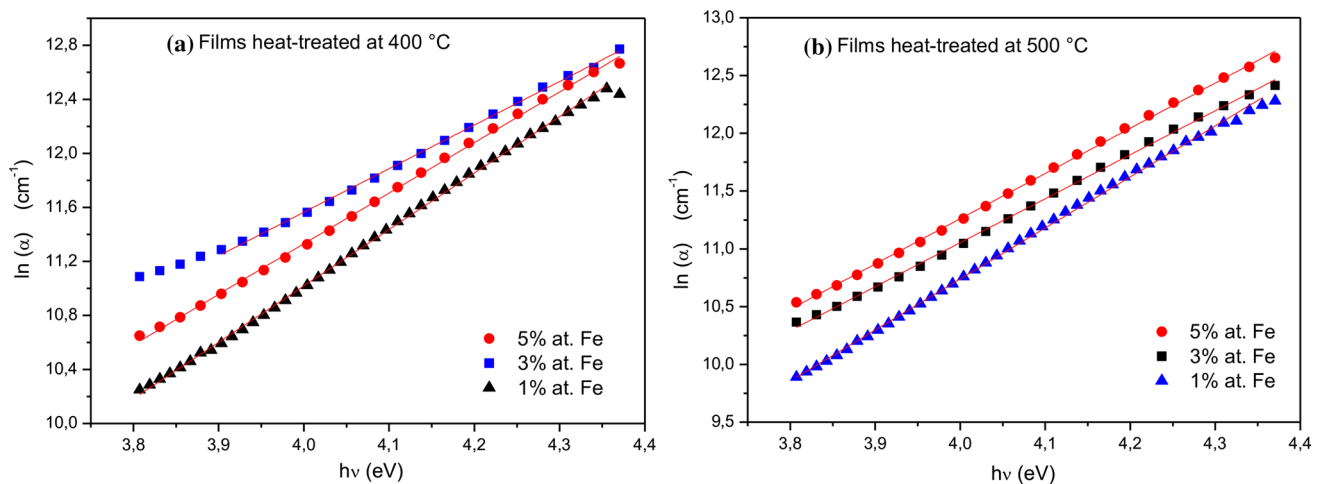 (a) Films heat-treated at 400 °C
12,8
12,4
12,0
11,6
11,2
10,8
10,4
10,0
ln (α) (cm-1)
5% at. Fe
3% at. Fe
1% at. Fe
3,8 3,9 4,0 4,1 4,2 4,3 4,4
hν (eV)
(b) Films heat-treated at 500 °C
13,0
12,5
12,0
11,5
11,0
10,5
10,0
9,5
ln (α) (cm-1)
5% at. Fe
3% at. Fe
1% at. Fe
3,8 3,9 4,0 4,1 4,2 4,3 4,4
hν (eV)